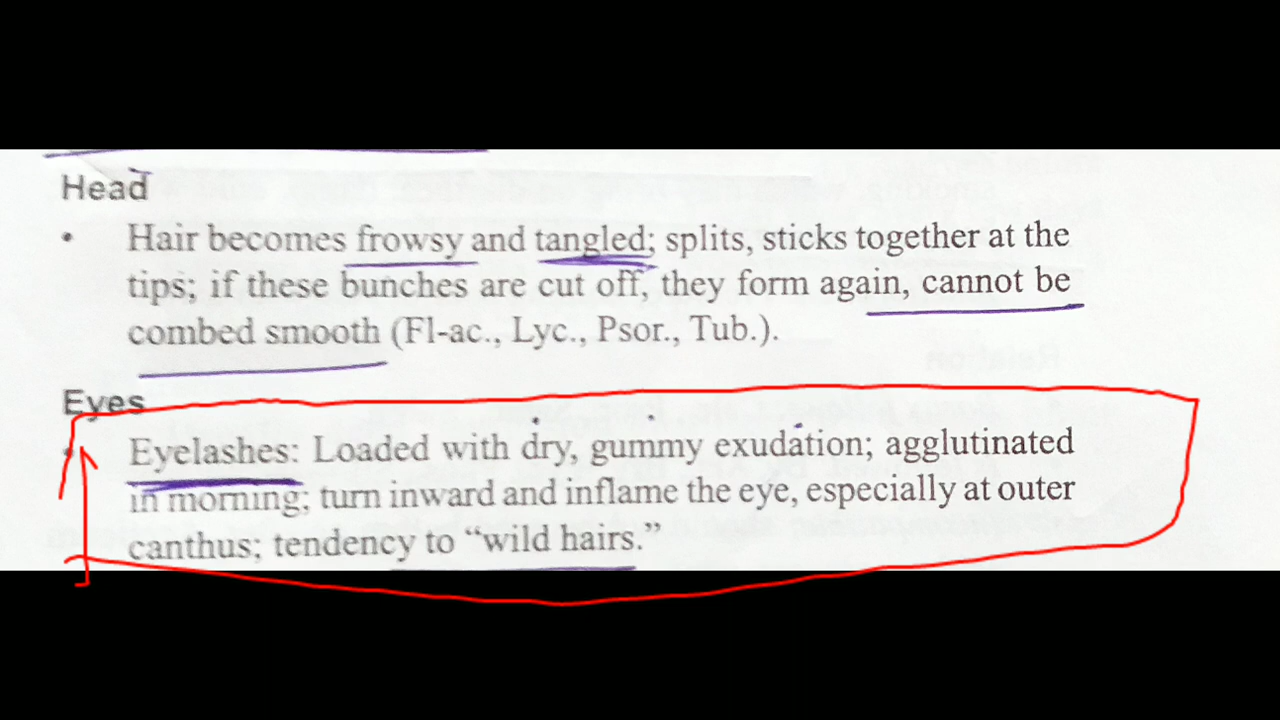 Head
• Hair becomes frowsy and tangled; splits, sticks together at the
tips; if these bunches are cut off, they form again, cannot be
combed smooth (Fl-ac., Lyc., Psor., Tub.).
Eyes
• Eyelashes: Loaded with dry, gummy exudation; agglutinated
in morning; turn inward and inflame the eye, especially at outer
canthus; tendency to “wild hairs.”